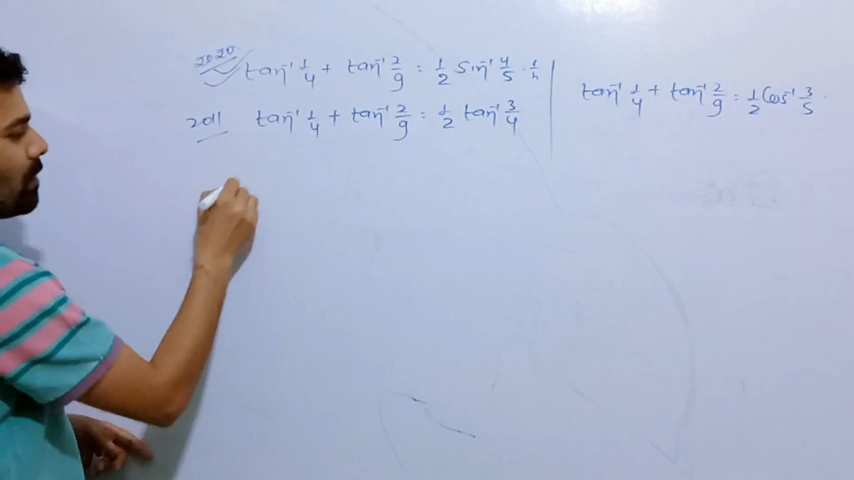 2020 tan⁻¹ 1/4 + tan⁻¹ 2/9 = 1/2 Sin⁻¹ 4/5 .
2011 tan⁻¹ 1/4 + tan⁻¹ 2/9 = 1/2 tan⁻¹ 3/4
tan⁻¹ 1/4 + tan⁻¹ 2/9 = 1/2 Cos⁻¹ 3/5 .